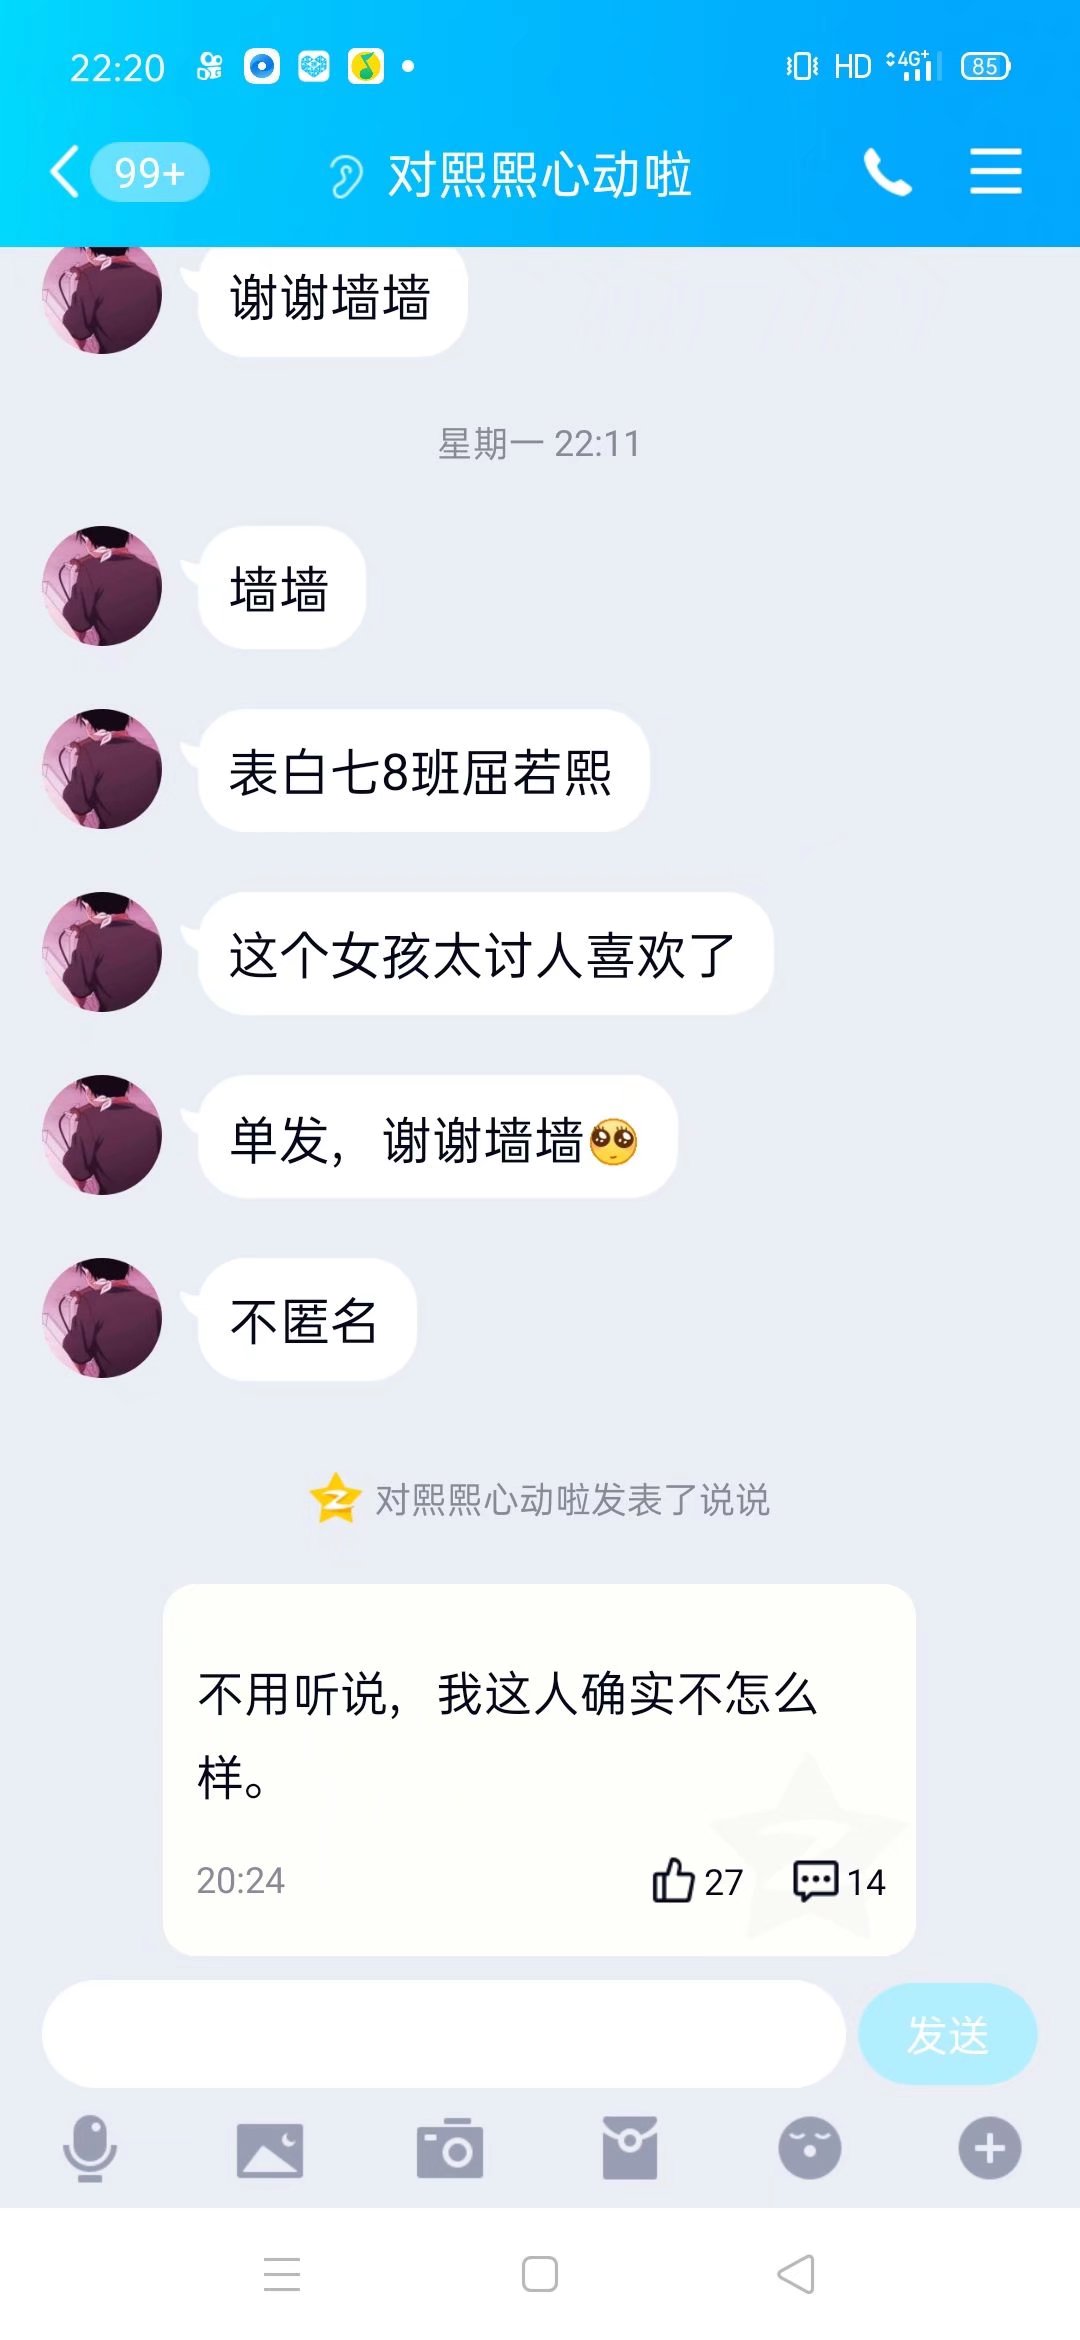 22:20
HD 4G+ 85
99+
对熙熙心动啦
谢谢墙墙
星期一 22:11
墙墙
表白七8班屈若熙
这个女孩太讨人喜欢了
单发，谢谢墙墙🥺
不匿名
对熙熙心动啦发表了说说
不用听说，我这人确实不怎么
样。
20:24
27
14
发送